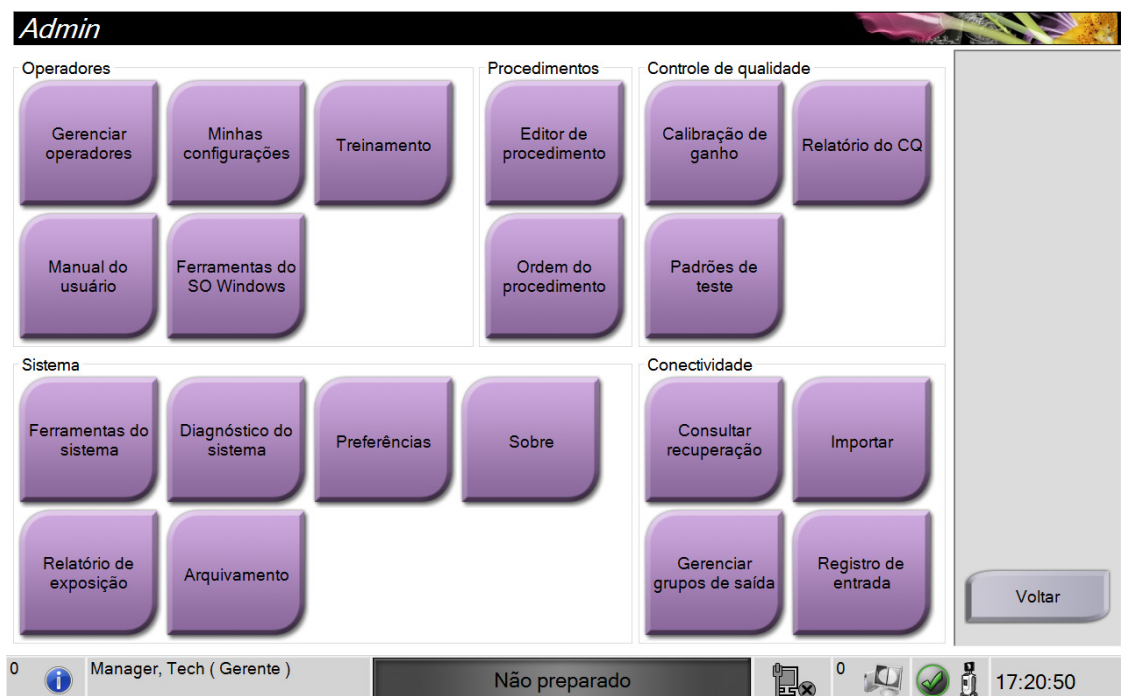 Admin
Operadores
Procedimentos
Controle de qualidade
Gerenciar
operadores
Minhas
configurações
Treinamento
Editor de
procedimento
Calibração de
ganho
Relatório do CQ
Manual do
usuário
Ferramentas do
SO Windows
Ordem do
procedimento
Padrões de
teste
Sistema
Conectividade
Ferramentas do
sistema
Diagnóstico do
sistema
Preferências
Sobre
Consultar
recuperação
Importar
Relatório de
exposição
Arquivamento
Gerenciar
grupos de saída
Registro de
entrada
Voltar
0
Manager, Tech ( Gerente )
Não preparado
0
17:20:50